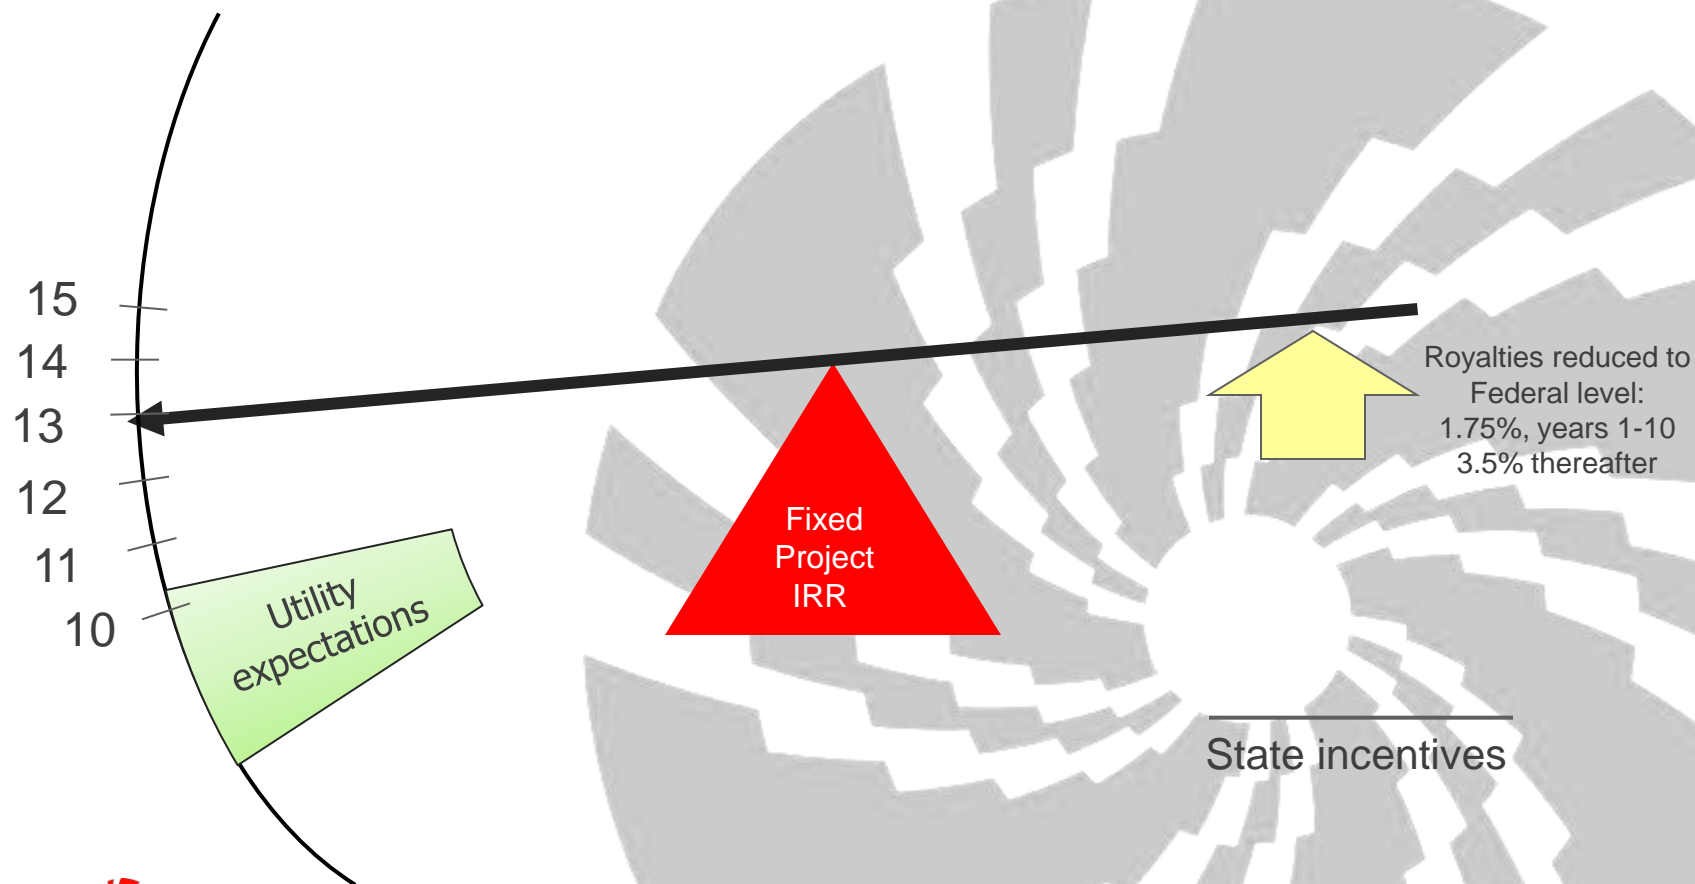 15
14
13
12
11
10
Utility
expectations
Fixed
Project
IRR
Royalties reduced to
Federal level:
1.75%, years 1-10
3.5% thereafter
State incentives